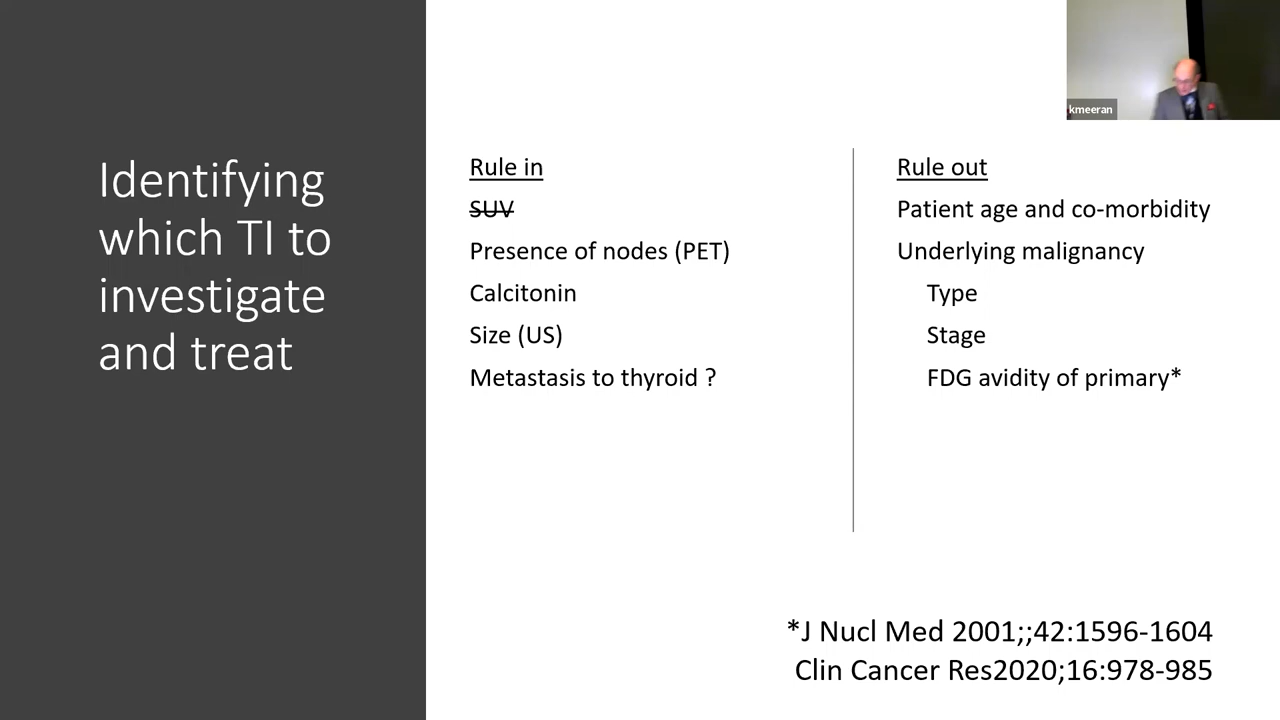 Identifying
which TI to
investigate
and treat
Rule in
SUV
Presence of nodes (PET)
Calcitonin
Size (US)
Metastasis to thyroid ?
Rule out
Patient age and co-morbidity
Underlying malignancy
Type
Stage
FDG avidity of primary*
*J Nucl Med 2001;;42:1596-1604
Clin Cancer Res2020;16:978-985
kmeeran